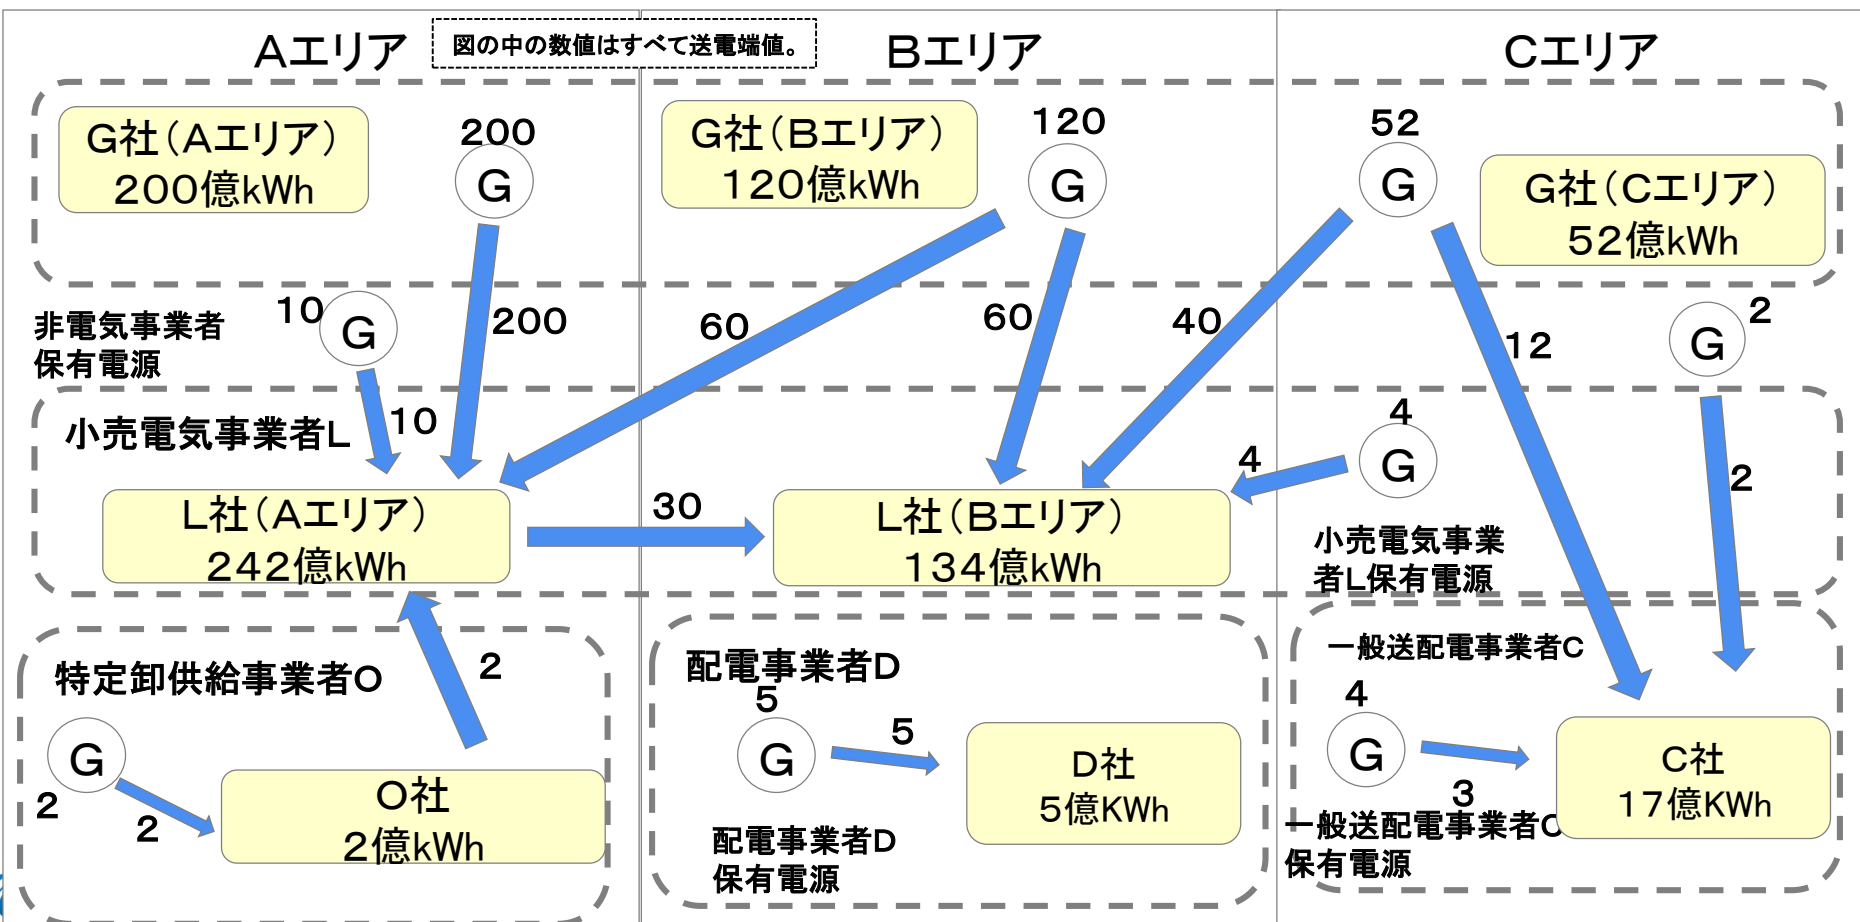 Aエリア
図の中の数値はすべて送電端値。
Bエリア
Cエリア
G社（Aエリア）
200億kWh
200
G
G社（Bエリア）
120億kWh
120
G
52
G
G社（Cエリア）
52億kWh
非電気事業者
保有電源
10
G
200
60
60
40
12
G
2
小売電気事業者L
10
4
G
4
2
L社（Aエリア）
242億kWh
30
L社（Bエリア）
134億kWh
小売電気事業
者L保有電源
特定卸供給事業者O
2
G
2
2
O社
2億kWh
配電事業者D
5
G
5
D社
5億KWh
配電事業者D
保有電源
一般送配電事業者C
4
G
3
C社
17億KWh
一般送配電事業者C
保有電源